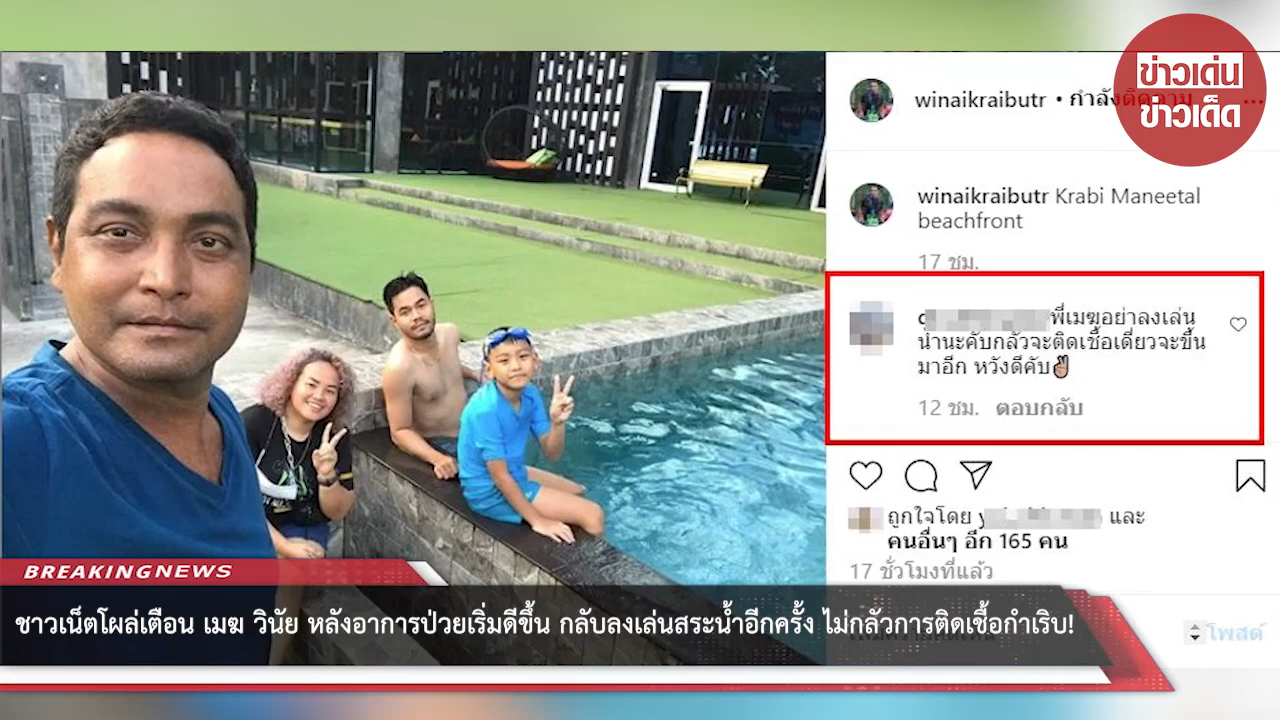 ข่าวเด่น
ข่าวเด็ด
winaikraibutr • กำลังติดตาม
winaikraibutr Krabi Maneetal
beachfront
17 ชม.
พี่เมฆอย่าลงเล่น
น้ำนะคับกลัวจะติดเชื้อเดี่ยวจะขึ้น
มาอีก หวังดีคับ✌
12 ชม. ตอบกลับ
ถูกใจโดย และ
คนอื่นๆ อีก 165 คน
17 ชั่วโมงที่แล้ว
โพสต์
BREAKINGNEWS
ชาวเน็ตโผล่เตือน เมฆ วินัย หลังอาการป่วยเริ่มดีขึ้น กลับลงเล่นสระน้ำอีกครั้ง ไม่กลัวการติดเชื้อกำเริบ!